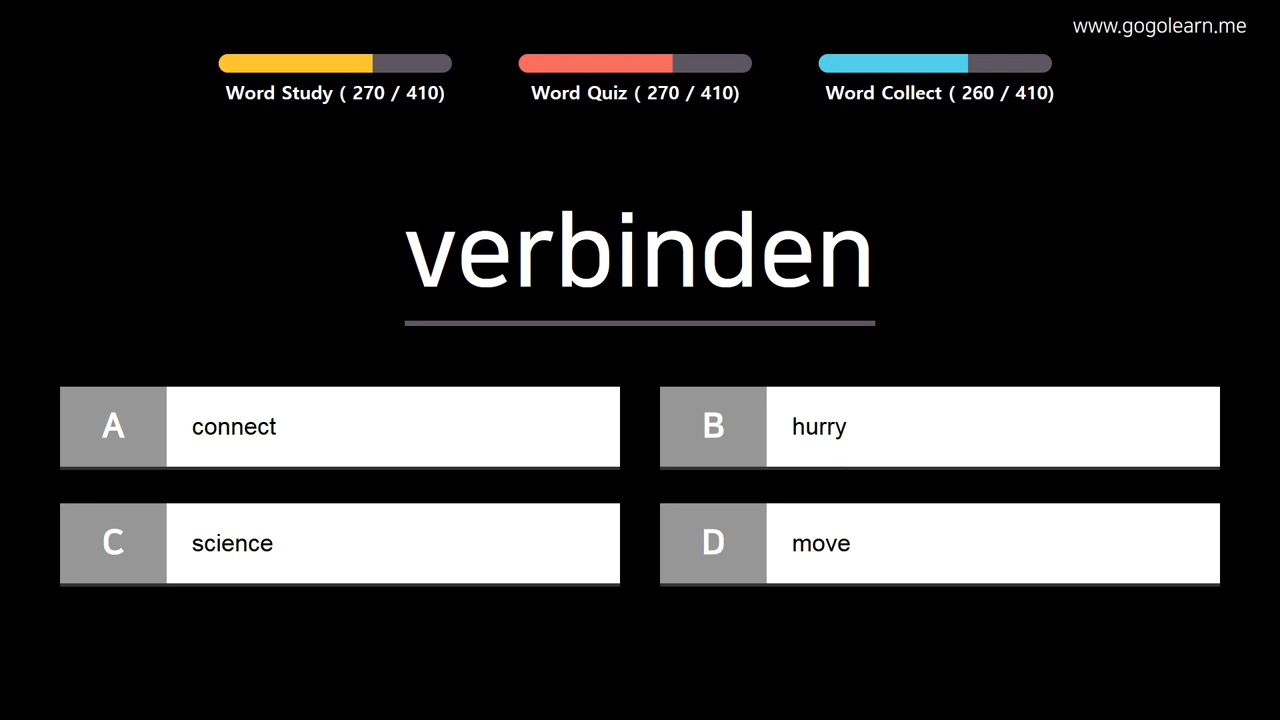 www.gogolearn.me
Word Study ( 270 / 410)
Word Quiz ( 270 / 410)
Word Collect ( 260 / 410)
verbinden
A connect
B hurry
C science
D move